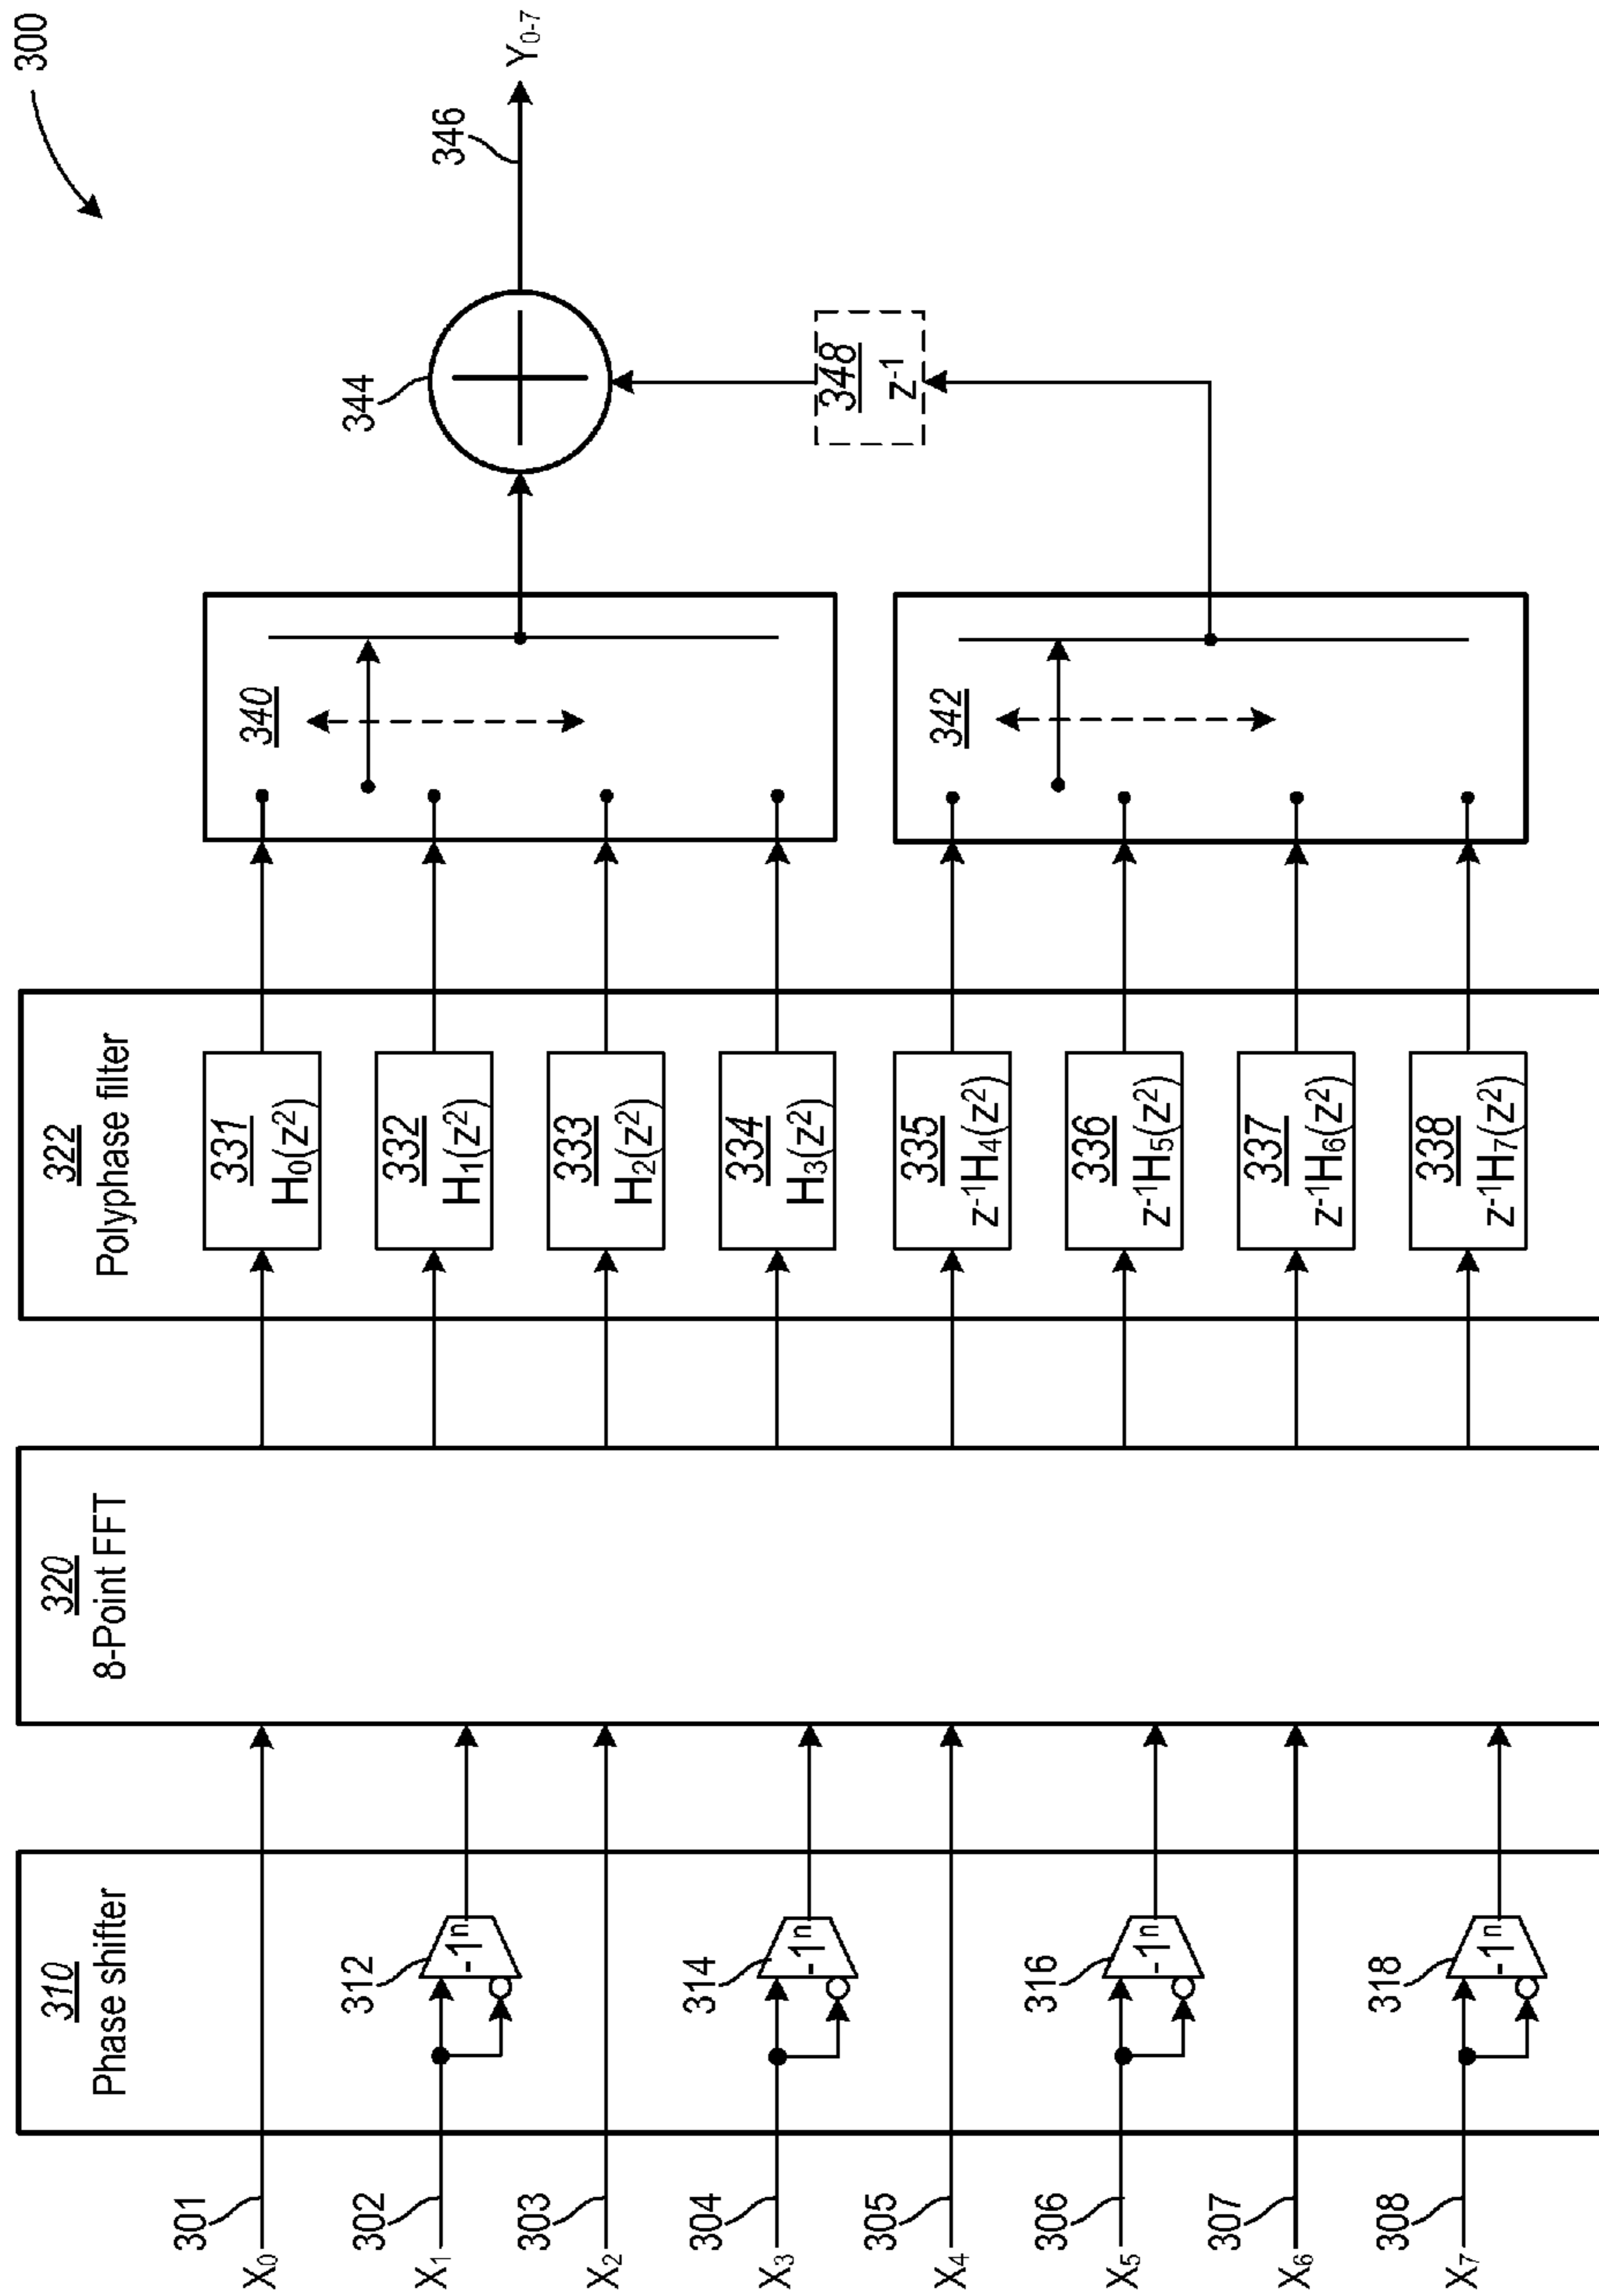 300
310
Phase shifter
320
8-Point FFT
322
Polyphase filter
301
X₀
302
X₁
303
X₂
304
X₃
305
X₄
306
X₅
307
X₆
308
X₇
312
-1ⁿ
314
-1ⁿ
316
-1ⁿ
318
-1ⁿ
331
H₀(z²)
332
H₁(z²)
333
H₂(z²)
334
H₃(z²)
335
z⁻¹H₄(z²)
336
z⁻¹H₅(z²)
337
z⁻¹H₆(z²)
338
z⁻¹H₇(z²)
340
342
344
348
z⁻¹
346
Y₀₋₇